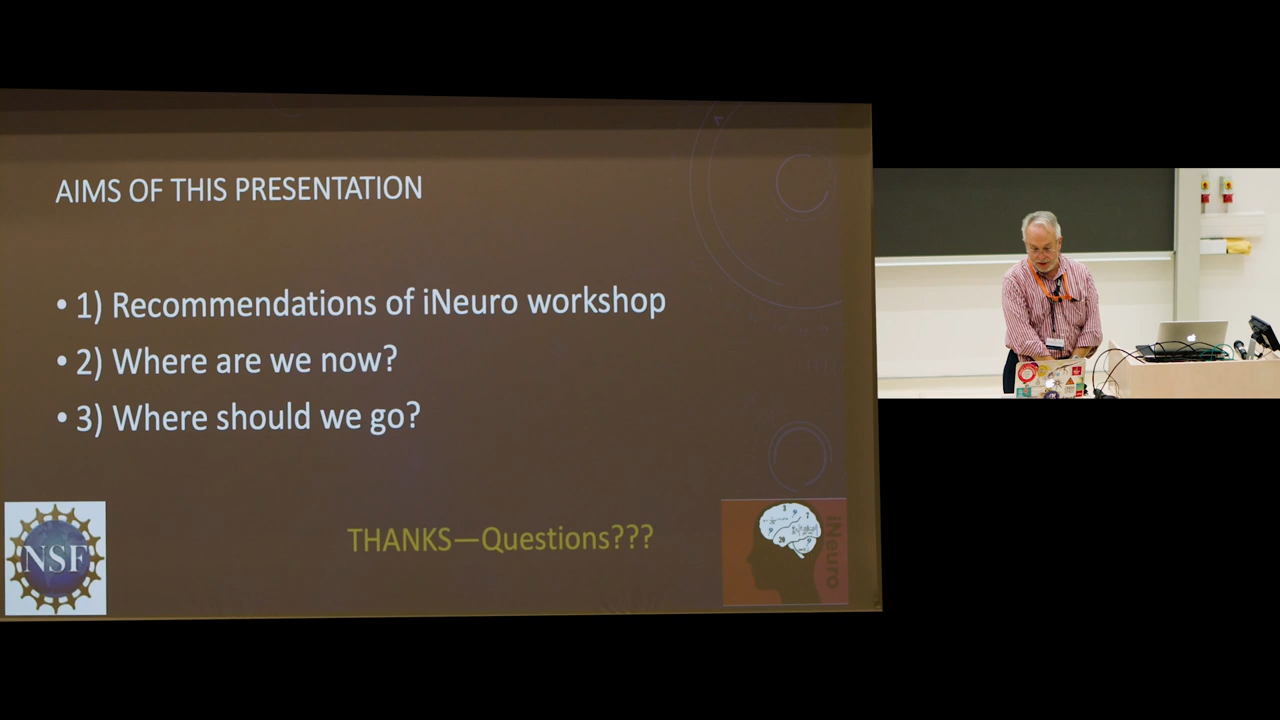 AIMS OF THIS PRESENTATION
• 1) Recommendations of iNeuro workshop
• 2) Where are we now?
• 3) Where should we go?
THANKS—Questions???
NSF
iNeuro